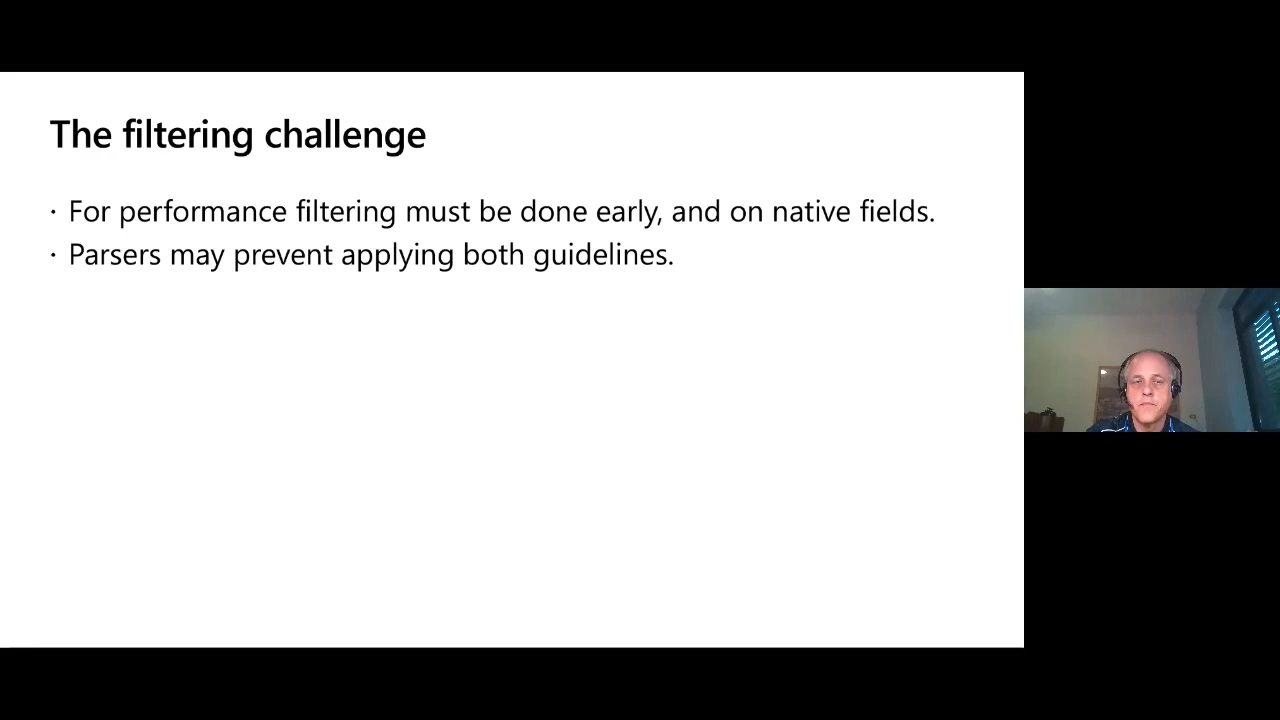 The filtering challenge
· For performance filtering must be done early, and on native fields.
· Parsers may prevent applying both guidelines.